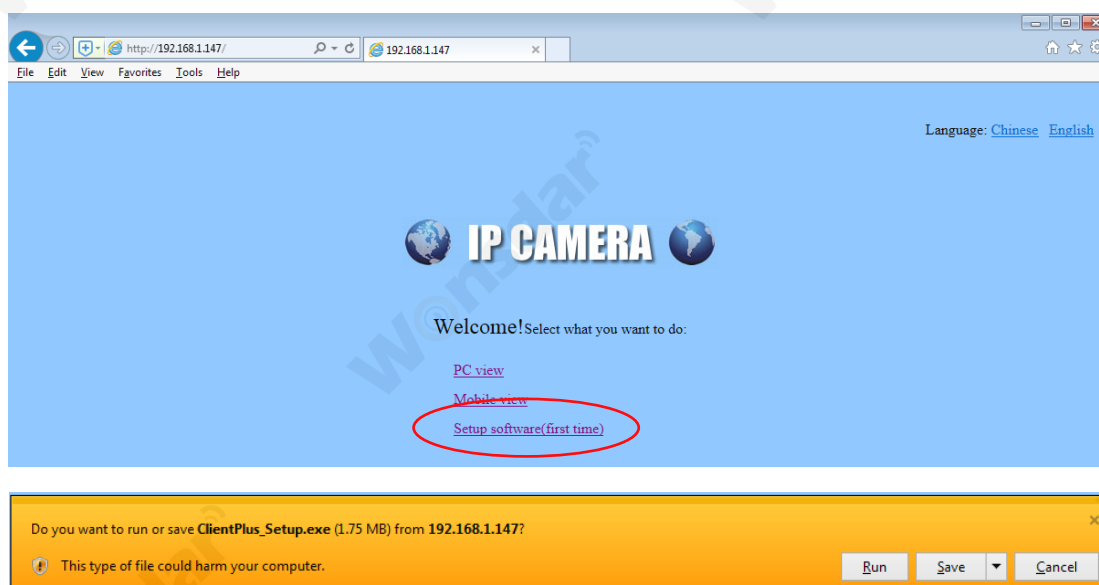 http://192.168.1.147/
192.168.1.147
File Edit View Favorites Tools Help
Language: Chinese English
IP CAMERA
Welcome!Select what you want to do:
PC view
Mobile view
Setup software(first time)
wonsdar
Do you want to run or save ClientPlus_Setup.exe (1.75 MB) from 192.168.1.147?
This type of file could harm your computer.
Run Save Cancel